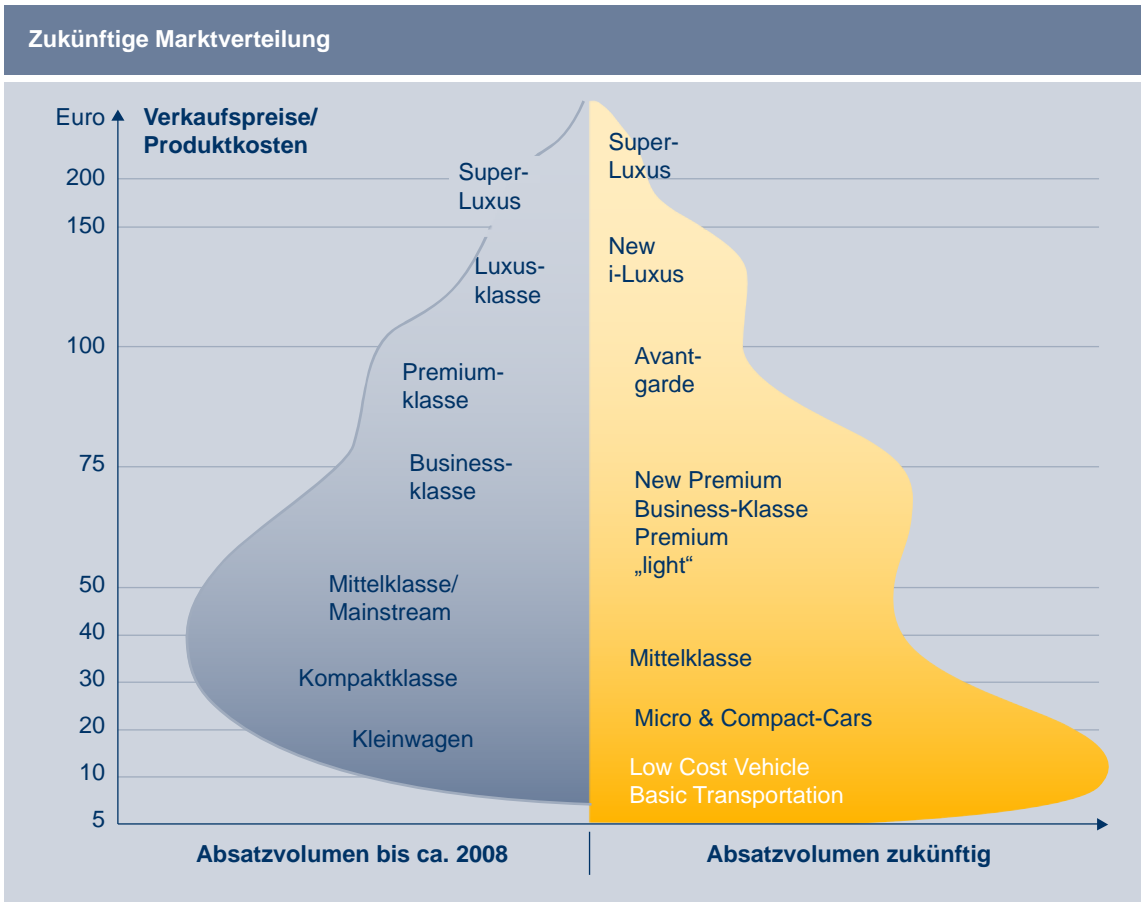 Zukünftige Marktverteilung
Euro
Verkaufspreise/
Produktkosten
200
150
100
75
50
40
30
20
10
5
Super-
Luxus
Luxus-
klasse
Premium-
klasse
Business-
klasse
Mittelklasse/
Mainstream
Kompaktklasse
Kleinwagen
Super-
Luxus
New
i-Luxus
Avant-
garde
New Premium
Business-Klasse
Premium
„light“
Mittelklasse
Micro & Compact-Cars
Low Cost Vehicle
Basic Transportation
Absatzvolumen bis ca. 2008
Absatzvolumen zukünftig